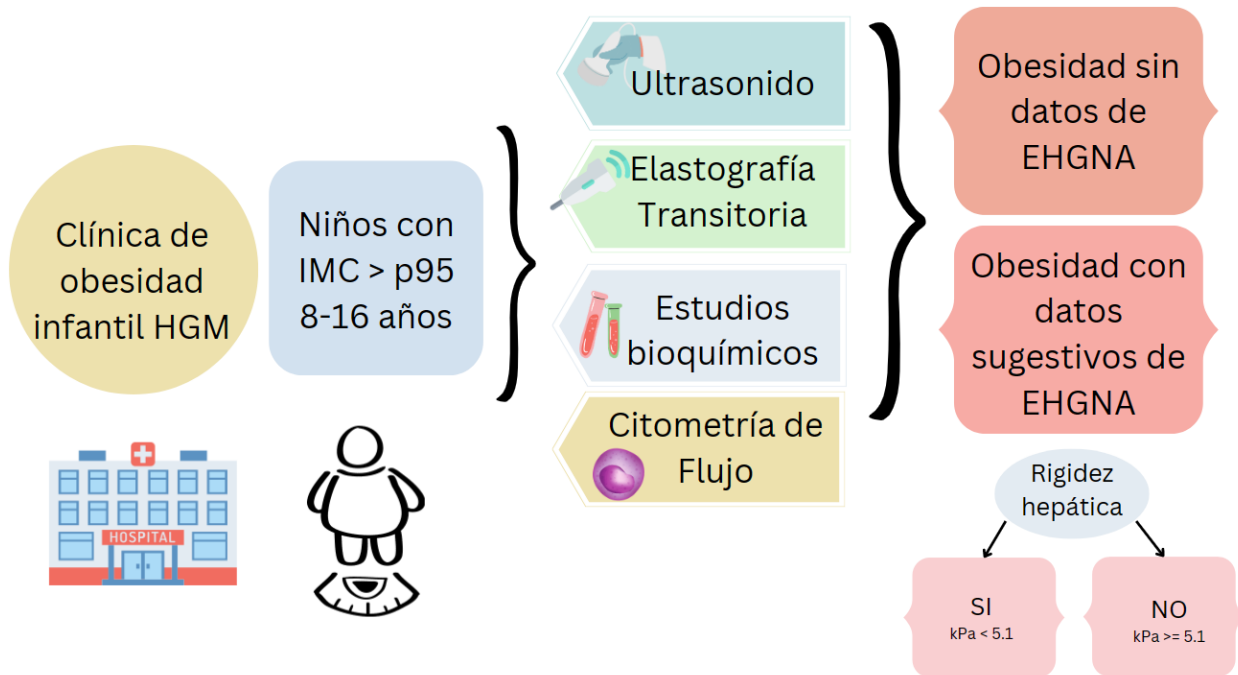 Clínica de
obesidad
infantil HGM
HOSPITAL
Niños con
IMC > p95
8-16 años
Ultrasonido
Elastografía
Transitoria
Estudios
bioquímicos
Citometría de
Flujo
Obesidad sin
datos de
EHGNA
Obesidad con
datos
sugestivos de
EHGNA
Rigidez
hepática
SI
kPa < 5.1
NO
kPa >= 5.1